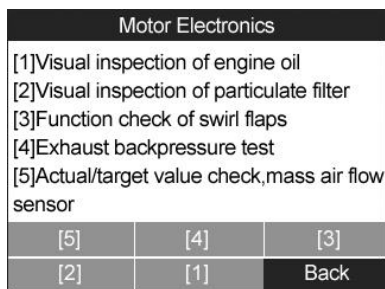 Motor Electronics
[1]Visual inspection of engine oil
[2]Visual inspection of particulate filter
[3]Function check of swirl flaps
[4]Exhaust backpressure test
[5]Actual/target value check,mass air flow
sensor
[5] [4] [3]
[2] [1] Back